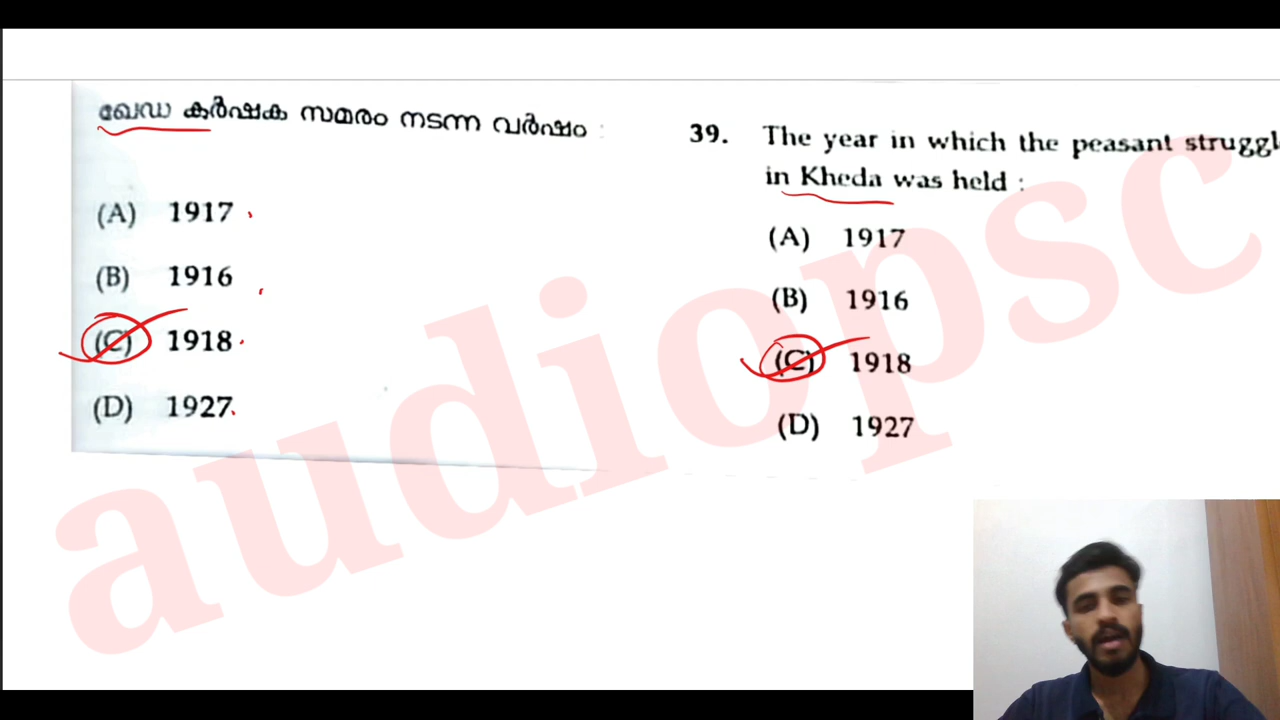 ഖേഡ കർഷക സമരം നടന്ന വർഷം :
(A) 1917
(B) 1916
(C) 1918
(D) 1927
39. The year in which the peasant struggl
in Kheda was held :
(A) 1917
(B) 1916
(C) 1918
(D) 1927
audiopsc